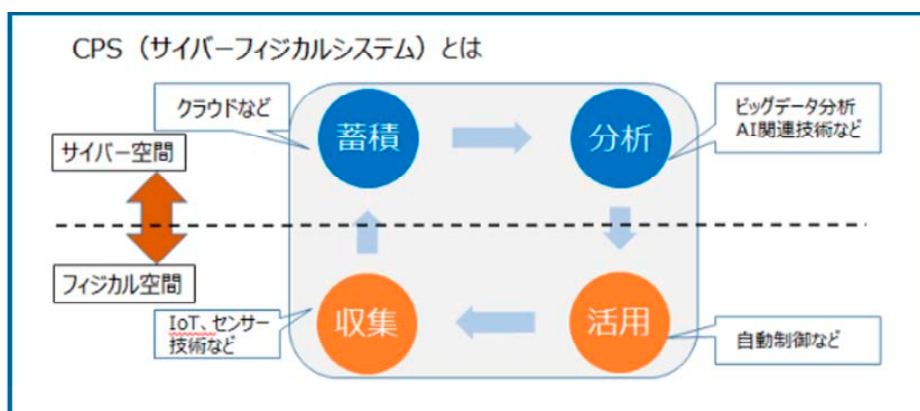 CPS（サイバーフィジカルシステム）とは
クラウドなど
蓄積
分析
ビッグデータ分析
AI関連技術など
サイバー空間
フィジカル空間
IoT、センサー
技術など
収集
活用
自動制御など